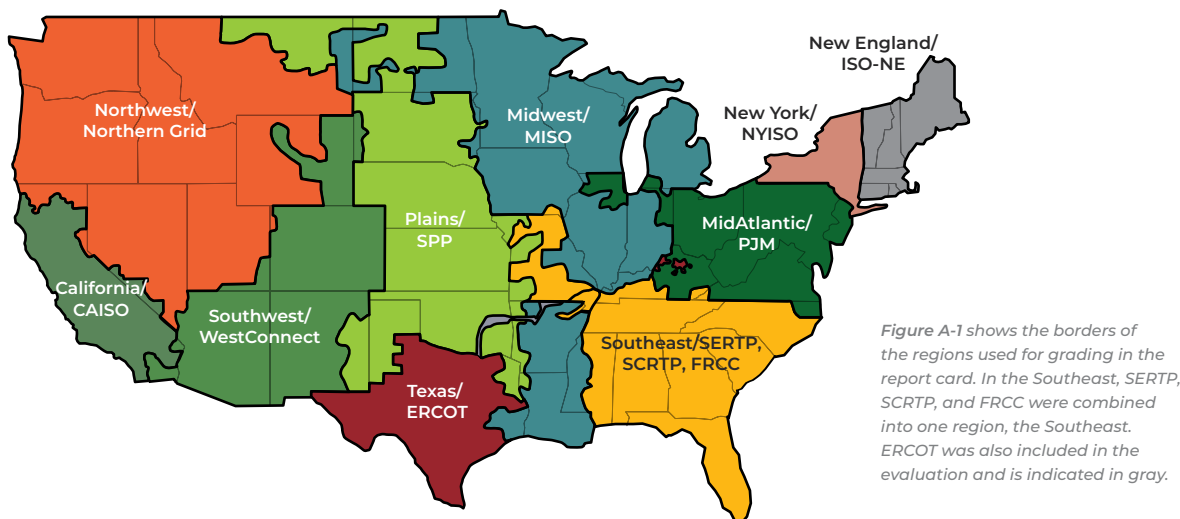 New England/
ISO-NE
New York/
NYISO
Northwest/
Northern Grid
Midwest/
MISO
Plains/
SPP
MidAtlantic/
PJM
California/
CAISO
Southwest/
WestConnect
Southeast/SERTP,
SCRTP, FRCC
Texas/
ERCOT
Figure A-1 shows the borders of
the regions used for grading in the
report card. In the Southeast, SERTP,
SCRTP, and FRCC were combined
into one region, the Southeast.
ERCOT was also included in the
evaluation and is indicated in gray.